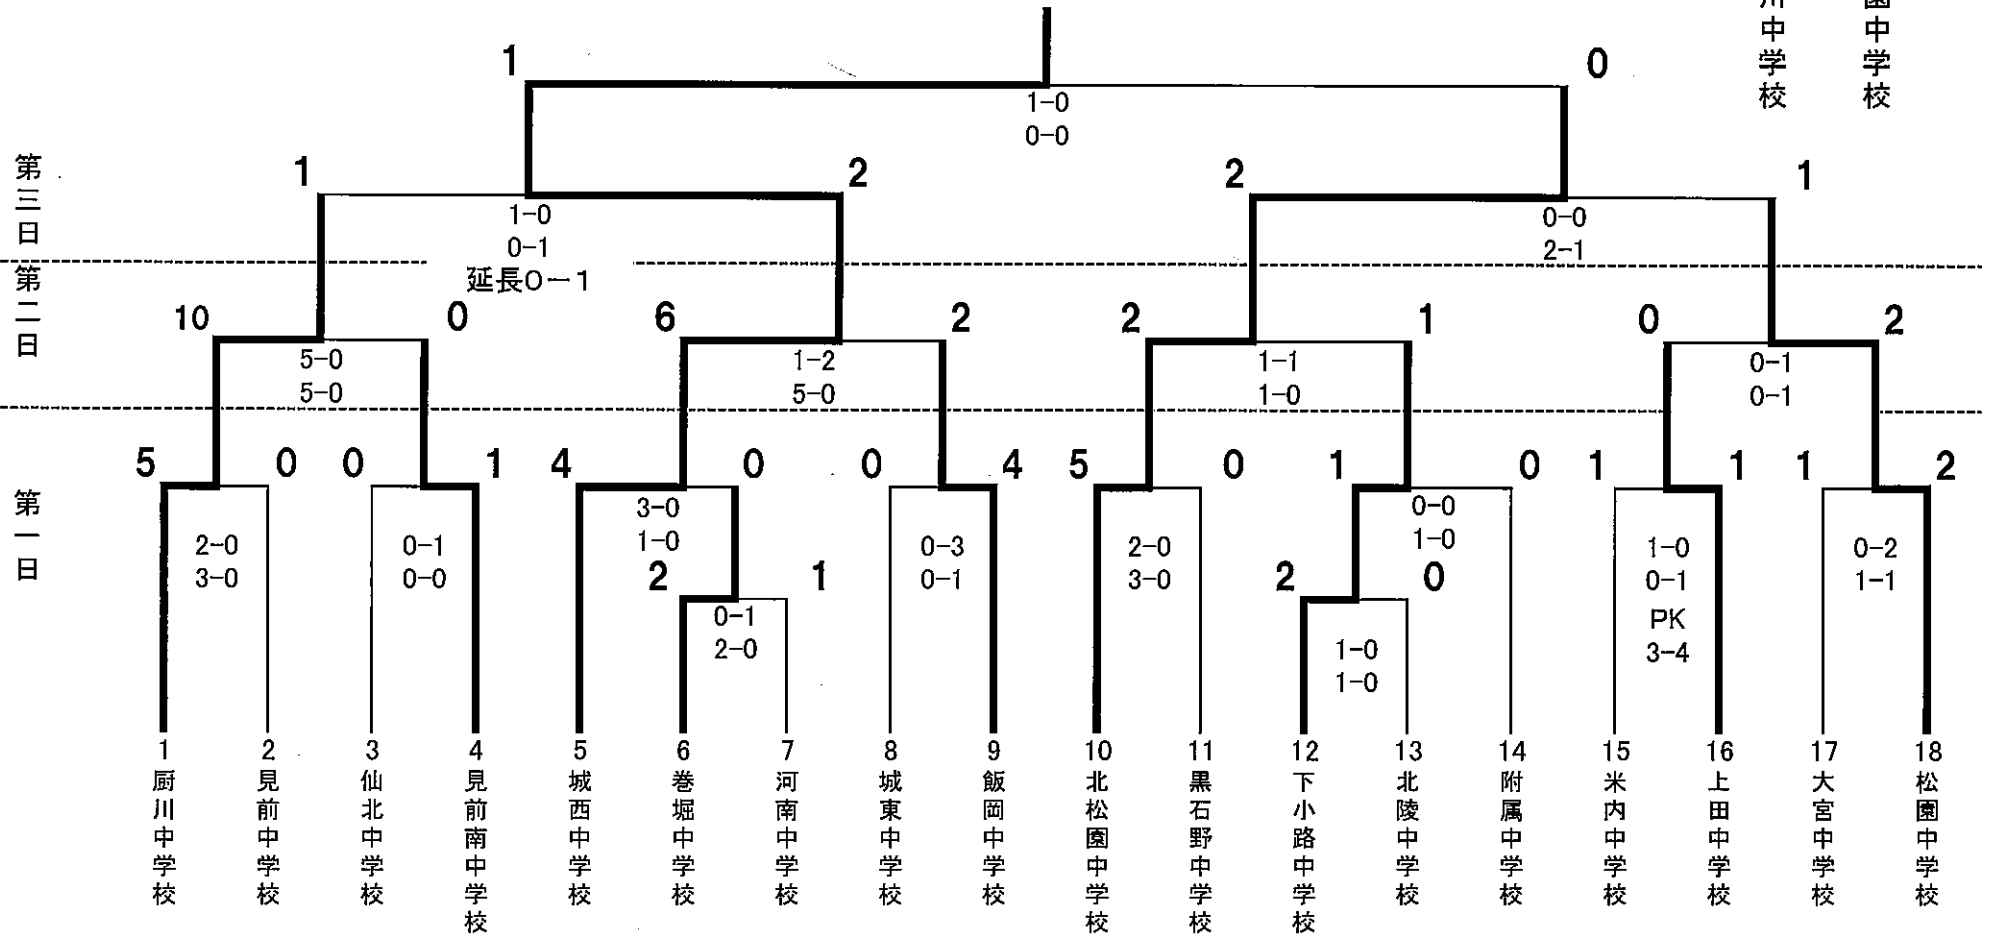 川中学校
園中学校
1
0
1-0
0-0
第三日
1
2
2
1
1-0
0-1
延長0-1
0-0
2-1
第二日
10
0
6
2
2
1
0
2
5-0
5-0
1-2
5-0
1-1
1-0
0-1
0-1
第一日
5
0
0
1
4
0
0
4
5
0
1
0
1
1
1
2
2-0
3-0
0-1
0-0
3-0
1-0
2
1
0-1
2-0
0-3
0-1
2-0
3-0
0-0
1-0
2
0
1-0
1-0
1-0
0-1
PK
3-4
0-2
1-1
1 厨川中学校
2 見前中学校
3 仙北中学校
4 見前南中学校
5 城西中学校
6 巻堀中学校
7 河南中学校
8 城東中学校
9 飯岡中学校
10 北松園中学校
11 黒石野中学校
12 下小路中学校
13 北陵中学校
14 附属中学校
15 米内中学校
16 上田中学校
17 大宮中学校
18 松園中学校